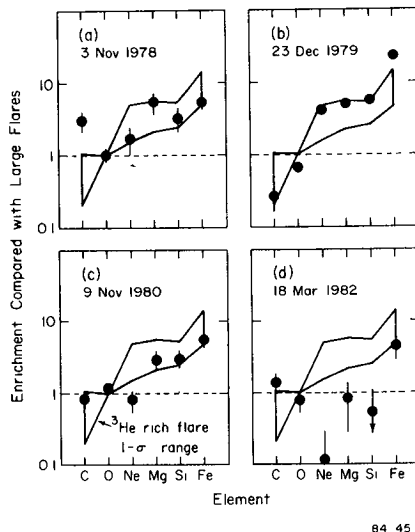 Enrichment Compared with Large Flares
(a)
3 Nov 1978
(b)
23 Dec 1979
10
1
0 1
(c)
9 Nov 1980
(d)
18 Mar 1982
10
1
0 1
³He rich flare
1-σ range
C O Ne Mg Si Fe
C O Ne Mg Si Fe
Element
84 45